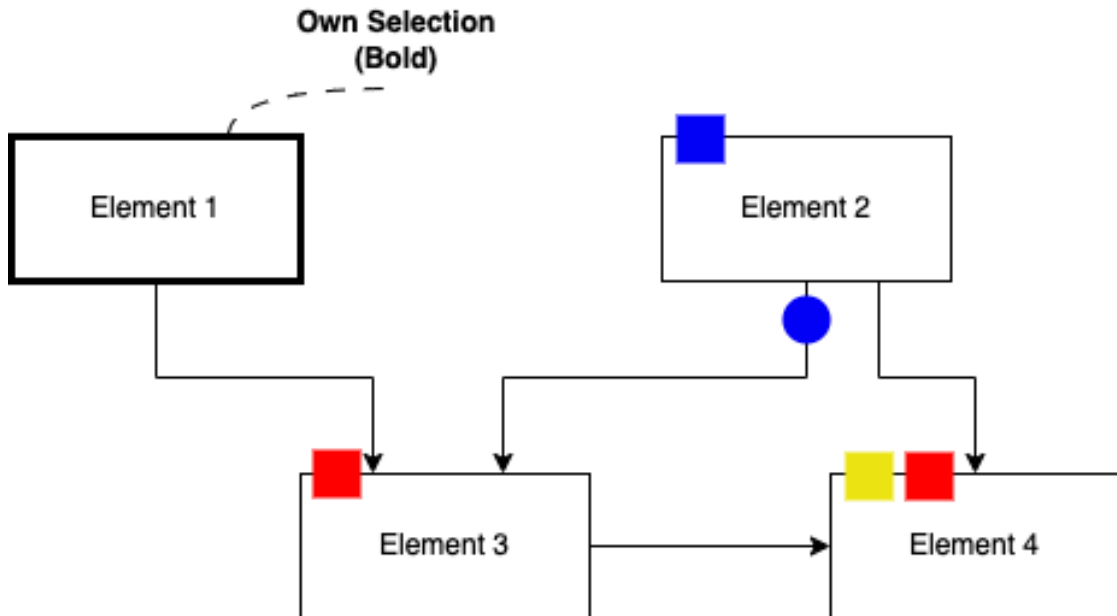 Own Selection
(Bold)
Element 1
Element 2
Element 3
Element 4